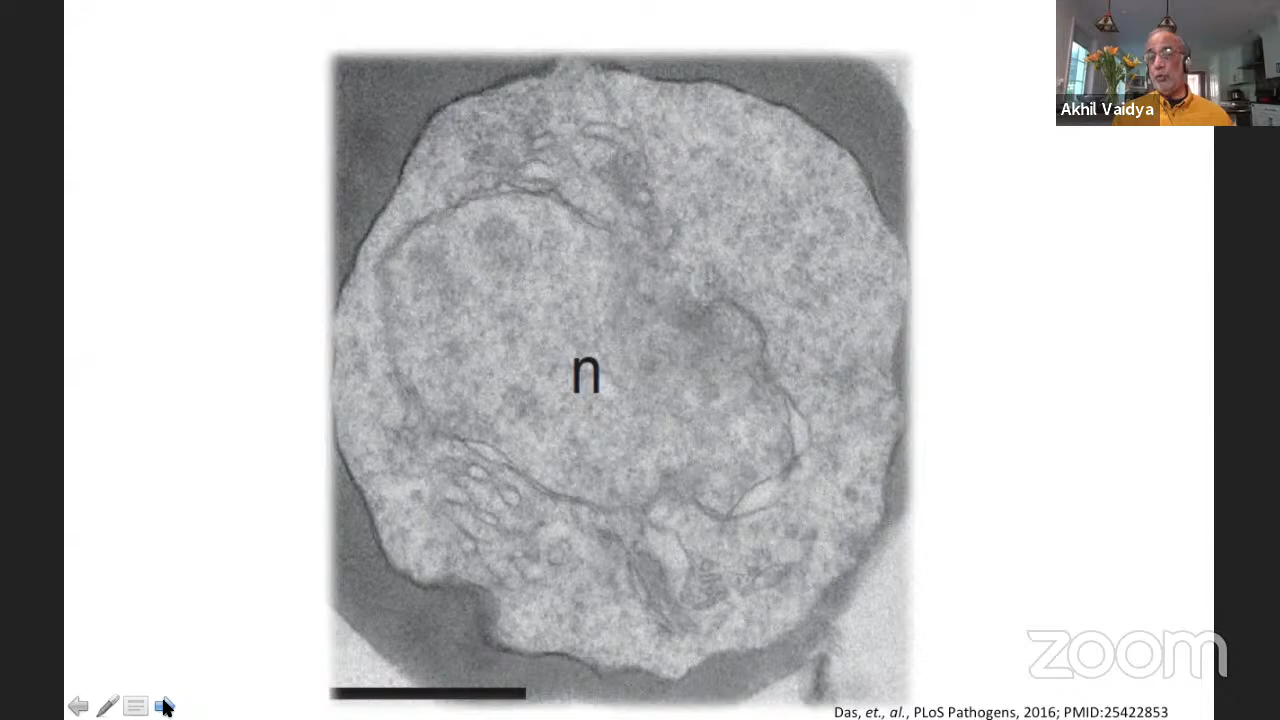 Akhil Vaidya
n
zoom
Das, et., al., PLoS Pathogens, 2016; PMID:25422853